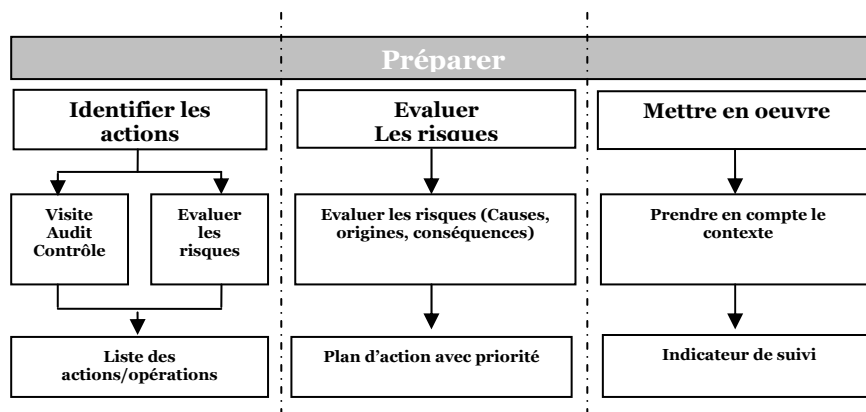 Préparer
Identifier les
actions
Evaluer
Les risques
Mettre en oeuvre
Visite
Audit
Contrôle
Evaluer
les
risques
Evaluer les risques (Causes,
origines, conséquences)
Prendre en compte le
contexte
Liste des
actions/opérations
Plan d’action avec priorité
Indicateur de suivi